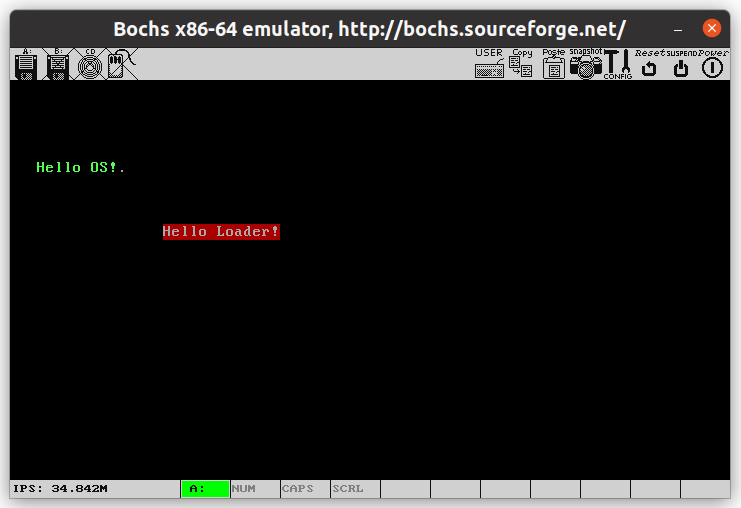 Bochs x86-64 emulator, http://bochs.sourceforge.net/
A: B: CD USER Copy Paste snapshot CONFIG Reset SUSPEND Power
Hello OS!.
Hello Loader!
IPS: 34.842M A: NUM CAPS SCRL